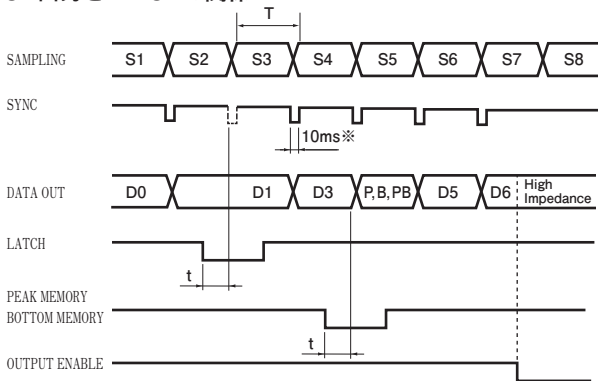 T
SAMPLING S1 S2 S3 S4 S5 S6 S7 S8
SYNC
10ms※
DATA OUT D0 D1 D3 P, B, PB D5 D6 High
Impedance
LATCH
t
PEAK MEMORY
BOTTOM MEMORY
t
OUTPUT ENABLE